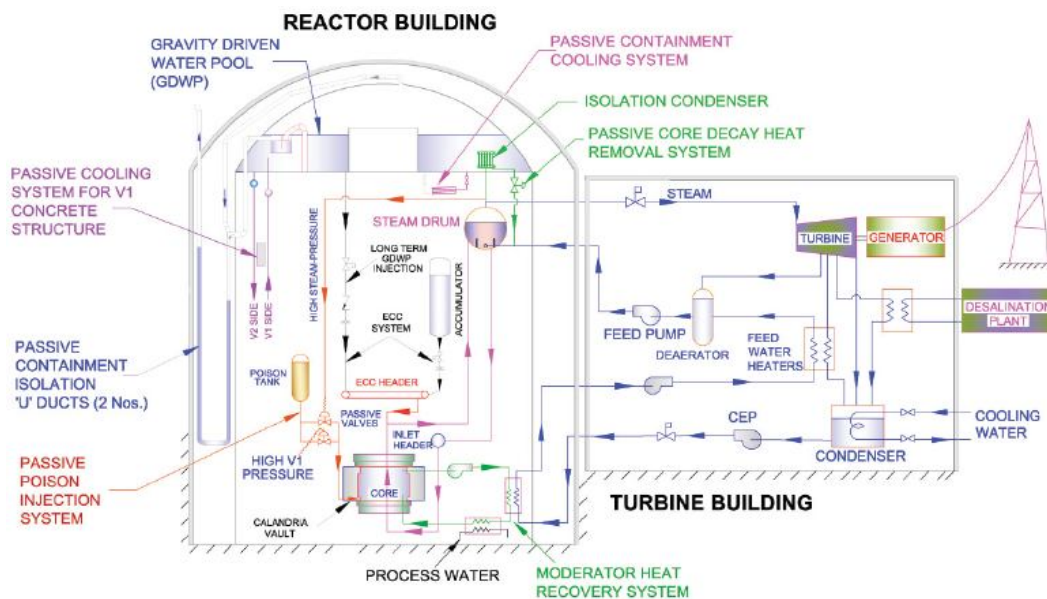 REACTOR BUILDING
GRAVITY DRIVEN
WATER POOL
(GDWP)
PASSIVE CONTAINMENT
COOLING SYSTEM
ISOLATION CONDENSER
PASSIVE CORE DECAY HEAT
REMOVAL SYSTEM
PASSIVE COOLING
SYSTEM FOR V1
CONCRETE
STRUCTURE
STEAM DRUM
STEAM
TURBINE
GENERATOR
HIGH STEAM-PRESSURE
LONG TERM
GDWP
INJECTION
ACCUMULATOR
ECC
SYSTEM
V2 SIDE
V1 SIDE
FEED PUMP
DEAERATOR
FEED
WATER
HEATERS
DESALINATION
PLANT
PASSIVE
CONTAINMENT
ISOLATION
'U' DUCTS (2 Nos.)
POISON
TANK
ECC HEADER
PASSIVE
VALVES
INLET
HEADER
CEP
COOLING
WATER
CONDENSER
HIGH V1
PRESSURE
CORE
PASSIVE
POISON
INJECTION
SYSTEM
CALANDRIA
VAULT
TURBINE BUILDING
PROCESS WATER
MODERATOR HEAT
RECOVERY SYSTEM